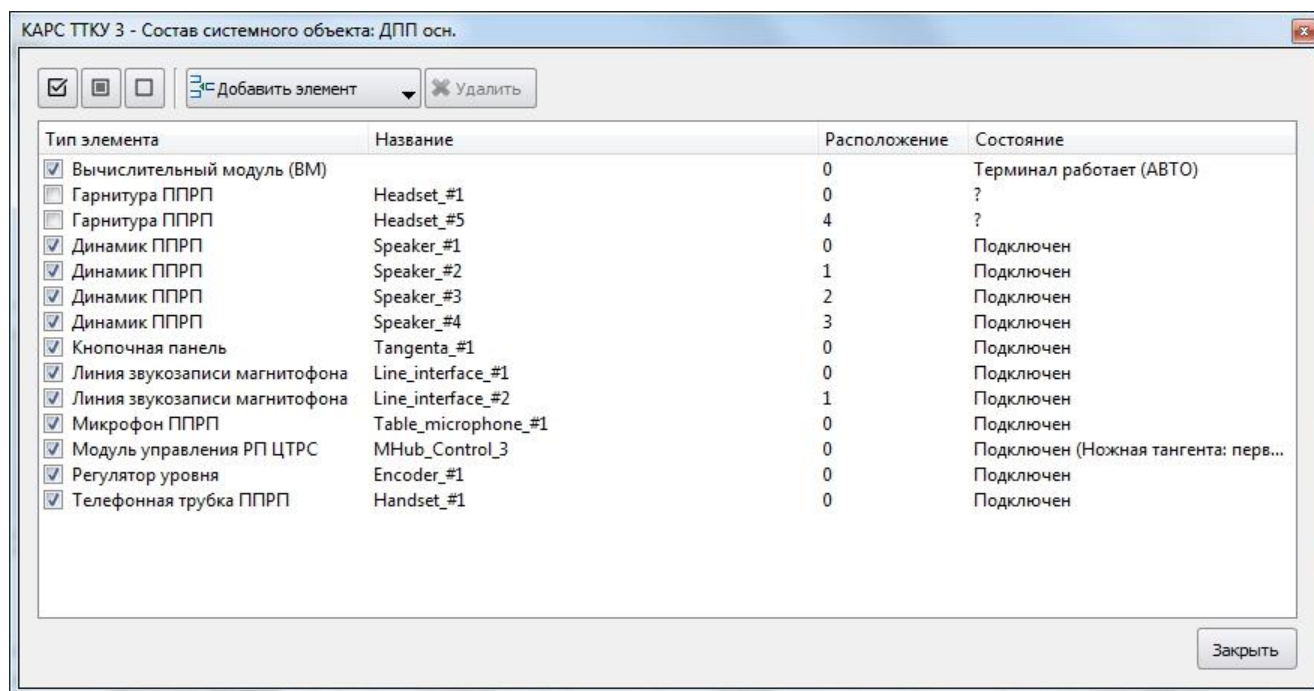 КАРС ТТКУ 3 - Состав системного объекта: ДПП осн.
Добавить элемент Удалить
Тип элемента Название Расположение Состояние
Вычислительный модуль (ВМ) 0 Терминал работает (АВТО)
Гарнитура ППРП Headset_#1 0 ?
Гарнитура ППРП Headset_#5 4 ?
Динамик ППРП Speaker_#1 0 Подключен
Динамик ППРП Speaker_#2 1 Подключен
Динамик ППРП Speaker_#3 2 Подключен
Динамик ППРП Speaker_#4 3 Подключен
Кнопочная панель Tangenta_#1 0 Подключен
Линия звукозаписи магнитофона Line_interface_#1 0 Подключен
Линия звукозаписи магнитофона Line_interface_#2 1 Подключен
Микрофон ППРП Table_microphone_#1 0 Подключен
Модуль управления РП ЦТРС MHub_Control_3 0 Подключен (Ножная тангента: перв...
Регулятор уровня Encoder_#1 0 Подключен
Телефонная трубка ППРП Handset_#1 0 Подключен
Закрыть